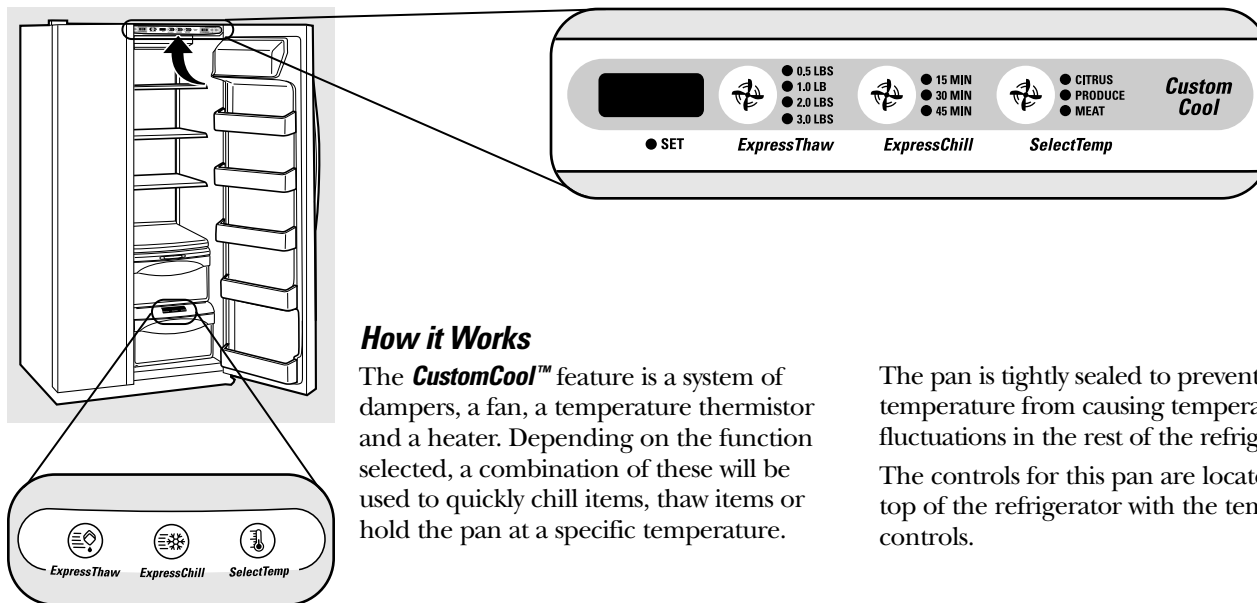 0.5 LBS
1.0 LB
2.0 LBS
3.0 LBS
15 MIN
30 MIN
45 MIN
CITRUS
PRODUCE
MEAT
Custom
Cool
SET
ExpressThaw
ExpressChill
SelectTemp
How it Works
The CustomCool™ feature is a system of
dampers, a fan, a temperature thermistor
and a heater. Depending on the function
selected, a combination of these will be
used to quickly chill items, thaw items or
hold the pan at a specific temperature.
The pan is tightly sealed to prevent
temperature from causing tempera
fluctuations in the rest of the refrig
The controls for this pan are locate
top of the refrigerator with the ten
controls.
ExpressThaw
ExpressChill
SelectTemp